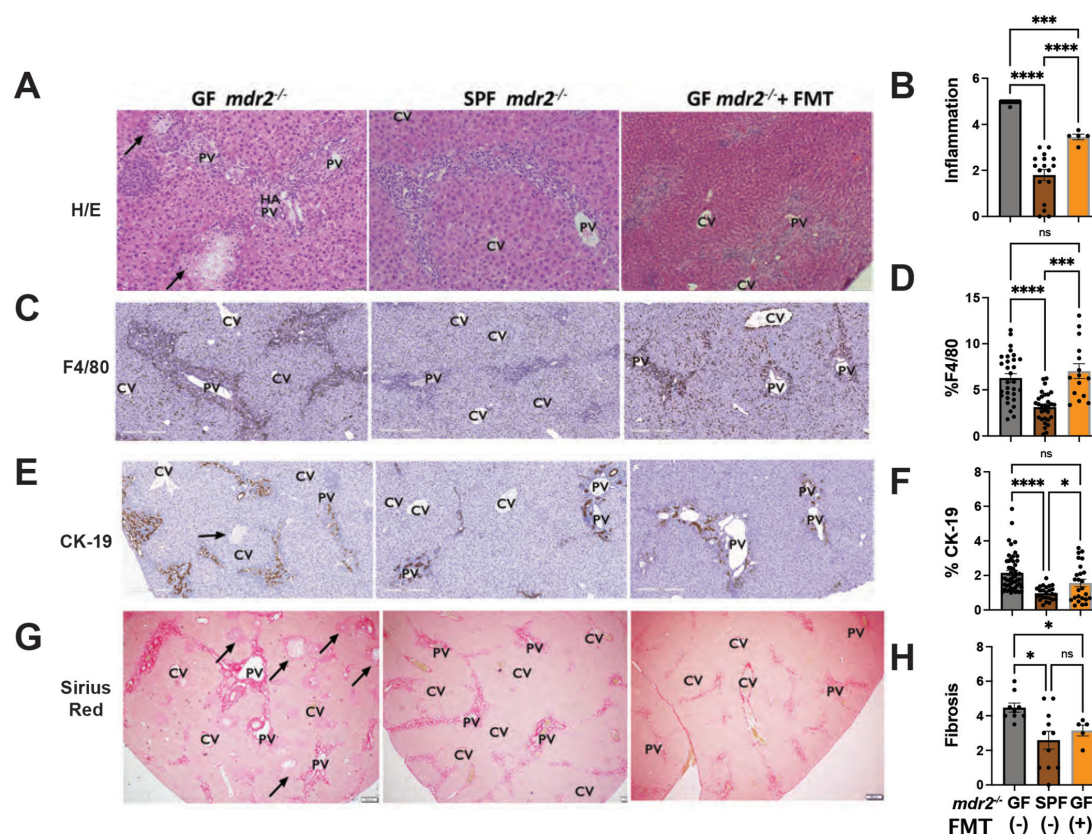 A
GF mdr2-/-
SPF mdr2-/-
GF mdr2-/-+ FMT
H/E
PV
PV
HA
PV
CV
CV
PV
CV
PV
CV
C
F4/80
CV
CV
CV
PV
CV
CV
PV
CV
CV
CV
PV
PV
PV
E
CK-19
CV
CV
PV
CV
CV
CV
CV
PV
PV
PV
PV
PV
PV
G
Sirius
Red
CV
PV
CV
CV
PV
PV
CV
PV
CV
CV
CV
PV
PV
CV
CV
CV
PV
CV
CV
CV
PV
PV
CV
B
***
****
****
Inflammation
6
4
2
0
D
ns
***
****
%F4/80
15
10
5
0
F
ns
****
*
% CK-19
8
6
4
2
0
H
*
*
ns
Fibrosis
8
6
4
2
0
mdr2-/- GF SPF GF
FMT (-) (-) (+)